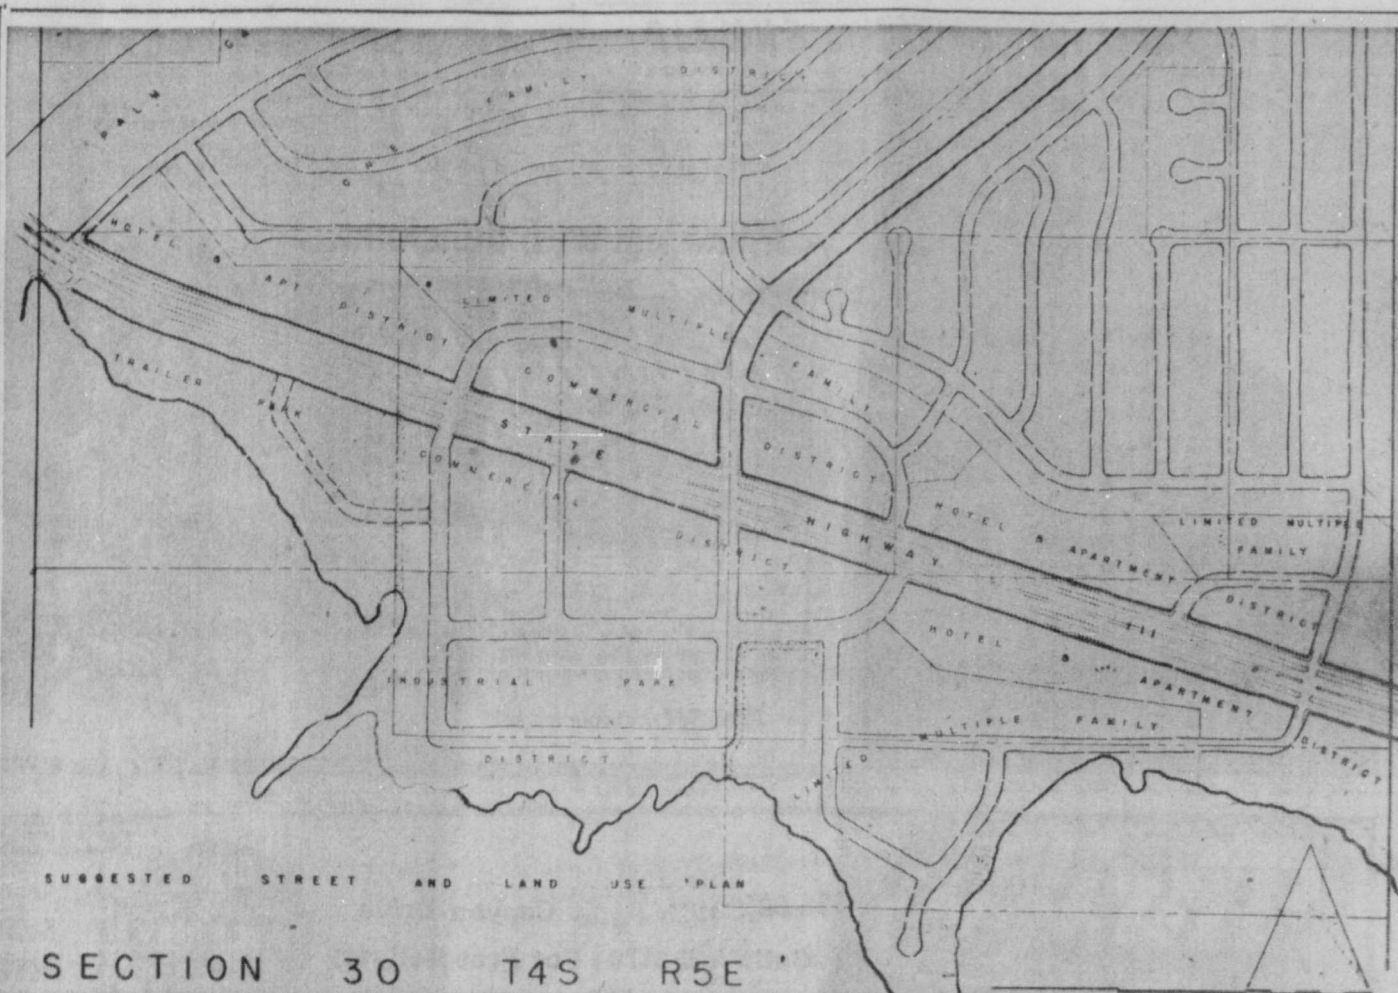 PALM
ONE FAMILY DISTRICT
HOTEL & APT. DISTRICT
& LIMITED MULTIPLE - FAMILY
TRAILER
PARK
COMMERCIAL
DISTRICT
STATE
HIGHWAY
111
COMMERCIAL
DISTRICT
HOTEL & APARTMENT
LIMITED MULTIPLE
FAMILY
DISTRICT
HOTEL & APARTMENT DISTRICT
INDUSTRIAL PARK
DISTRICT
LIMITED MULTIPLE FAMILY
SUGGESTED STREET AND LAND USE PLAN
SECTION 30 T4S R5E